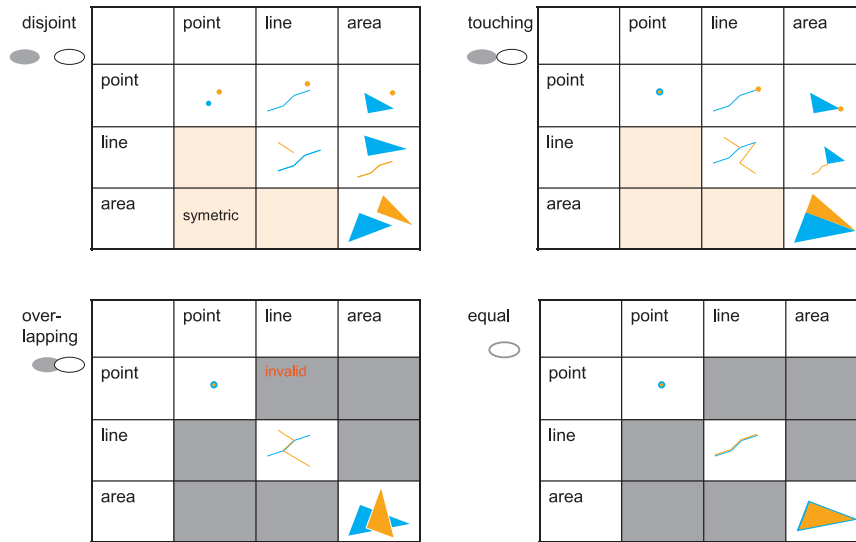 disjoint
point line area
point
line
area
symetric
touching
point line area
point
line
area
over-
lapping
point line area
point
invalid
line
area
equal
point line area
point
line
area